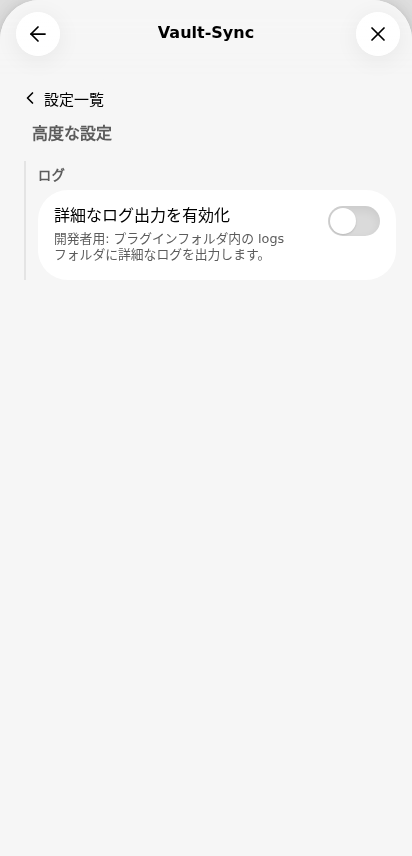 Vault-Sync
設定一覧
高度な設定
ログ
詳細なログ出力を有効化
開発者用: プラグインフォルダ内の logs
フォルダに詳細なログを出力します。